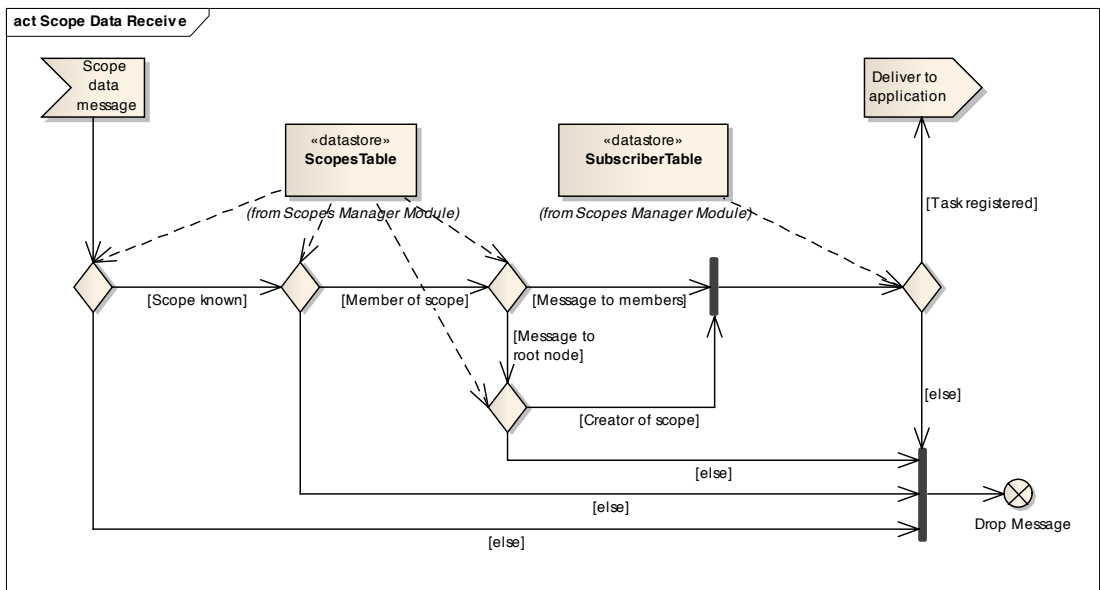 act Scope Data Receive
Scope
data
message
Deliver to
application
«datastore»
ScopesTable
«datastore»
SubscriberTable
(from Scopes Manager Module)
(from Scopes Manager Module)
[Task registered]
[Scope known]
[Member of scope]
[Message to members]
[Message to
root node]
[else]
[Creator of scope]
[else]
[else]
Drop Message
[else]